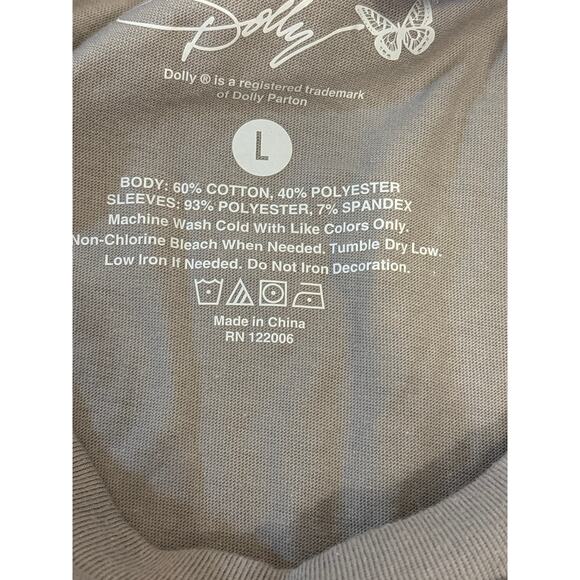 Dolly
Dolly ® is a registered trademark
of Dolly Parton
L
BODY: 60% COTTON, 40% POLYESTER
SLEEVES: 93% POLYESTER, 7% SPANDEX
Machine Wash Cold With Like Colors Only.
Non-Chlorine Bleach When Needed. Tumble Dry Low.
Low Iron If Needed. Do Not Iron Decoration.
Made in China
RN 122006